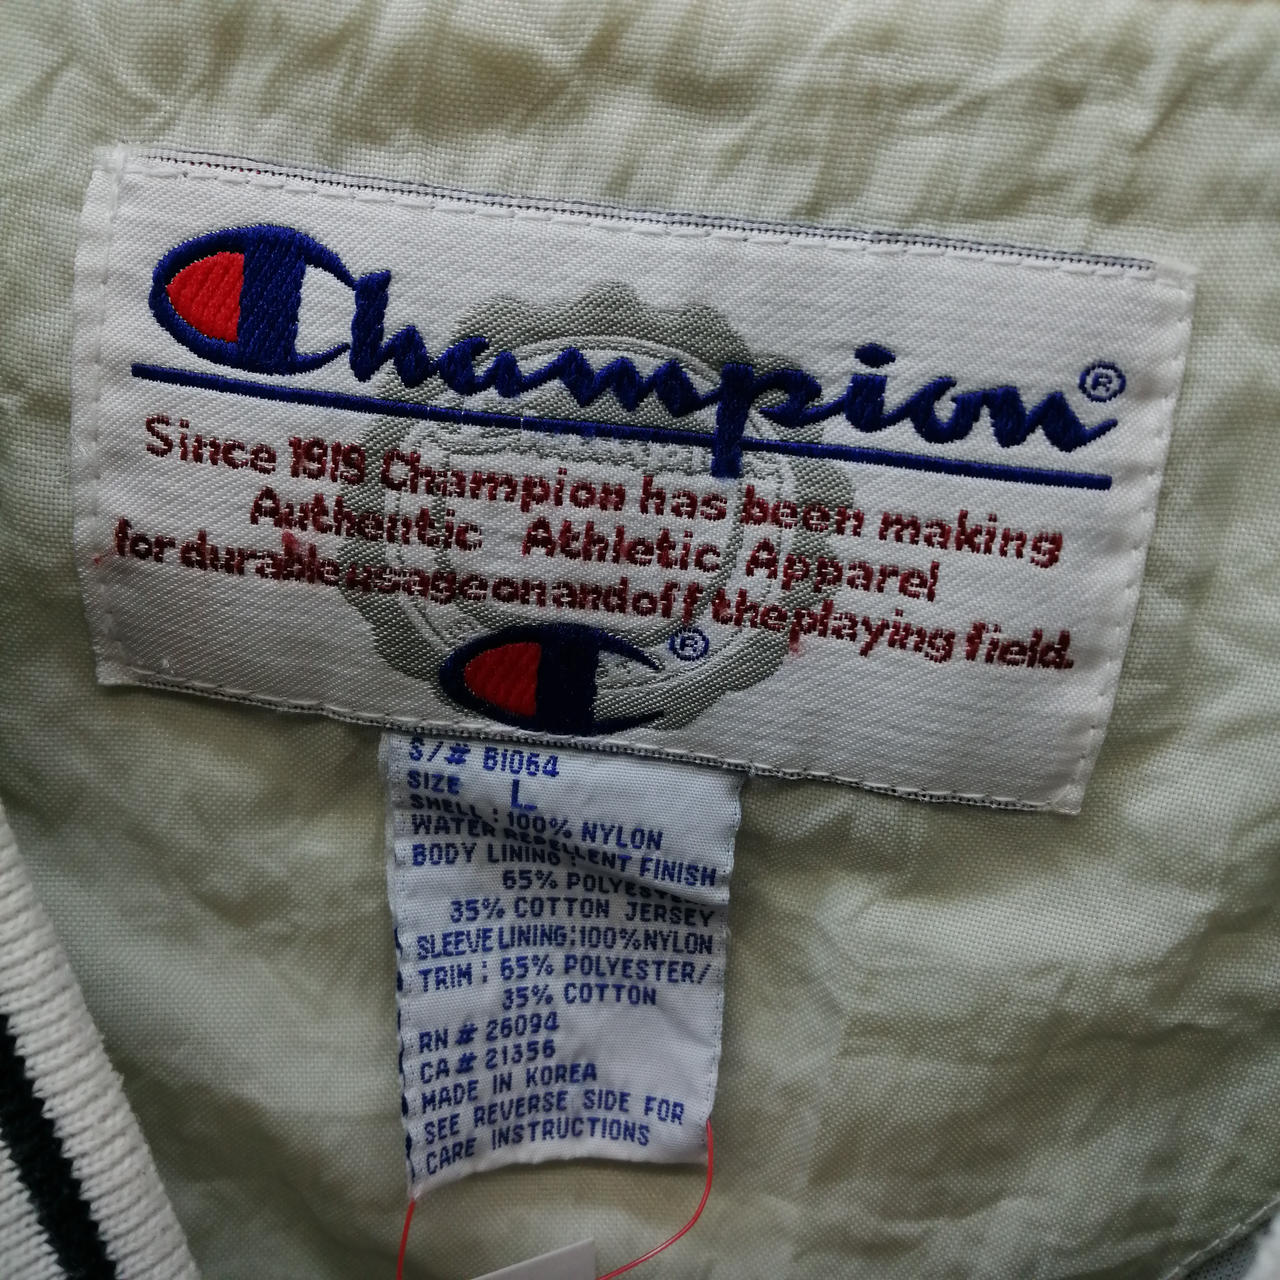 Champion®
Since 1919 Champion has been making
Authentic Athletic Apparel
for durable usage on and off the playing field.
®
S/# B1064
SIZE L
SHELL : 100% NYLON
WATER REPELLENT FINISH
BODY LINING :
65% POLYESTER
35% COTTON JERSEY
SLEEVE LINING:100%NYLON
TRIM : 65% POLYESTER/
35% COTTON
RN # 26094
CA # 21356
MADE IN KOREA
SEE REVERSE SIDE FOR
CARE INSTRUCTIONS